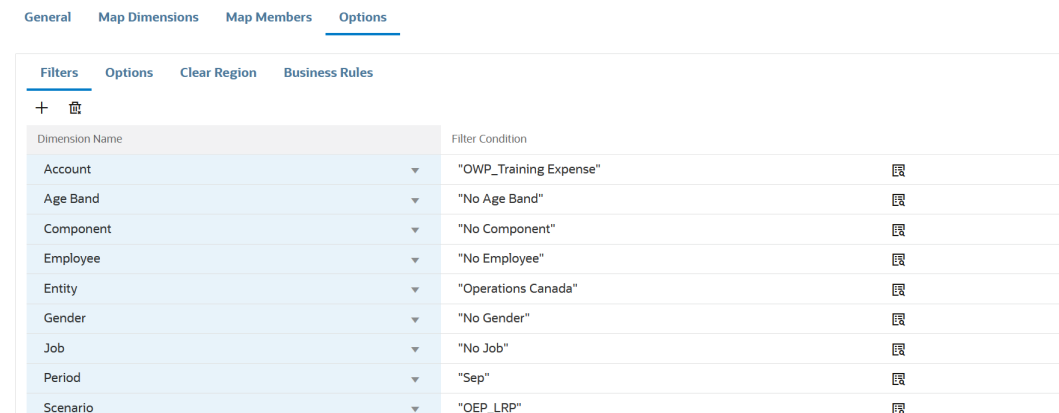 General Map Dimensions Map Members Options
Filters Options Clear Region Business Rules
Dimension Name Filter Condition
Account "OWP_Training Expense"
Age Band "No Age Band"
Component "No Component"
Employee "No Employee"
Entity "Operations Canada"
Gender "No Gender"
Job "No Job"
Period "Sep"
Scenario "OEP_LRP"